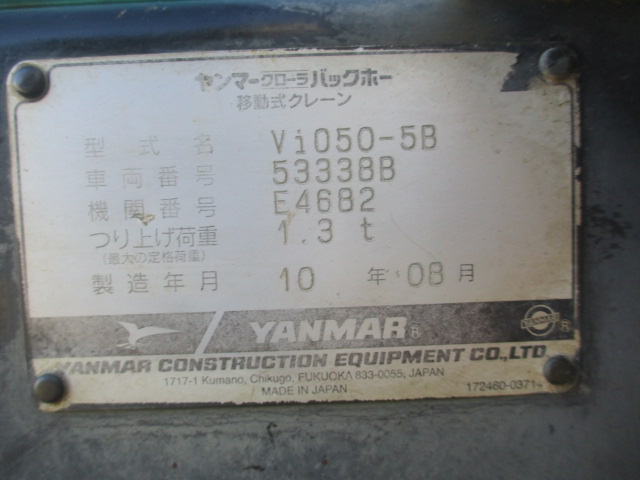 ヤンマークローラバックホー
移動式クレーン
型式名 ViO50-5B
車両番号 53338B
機関番号 E4682
つり上げ荷重 1.3 t
(最大の定格荷重)
製造年月 10 年 08 月
YANMAR ®
YANMAR CONSTRUCTION EQUIPMENT CO.,LTD.
1717-1 Kumano, Chikugo, FUKUOKA 833-0055, JAPAN
MADE IN JAPAN